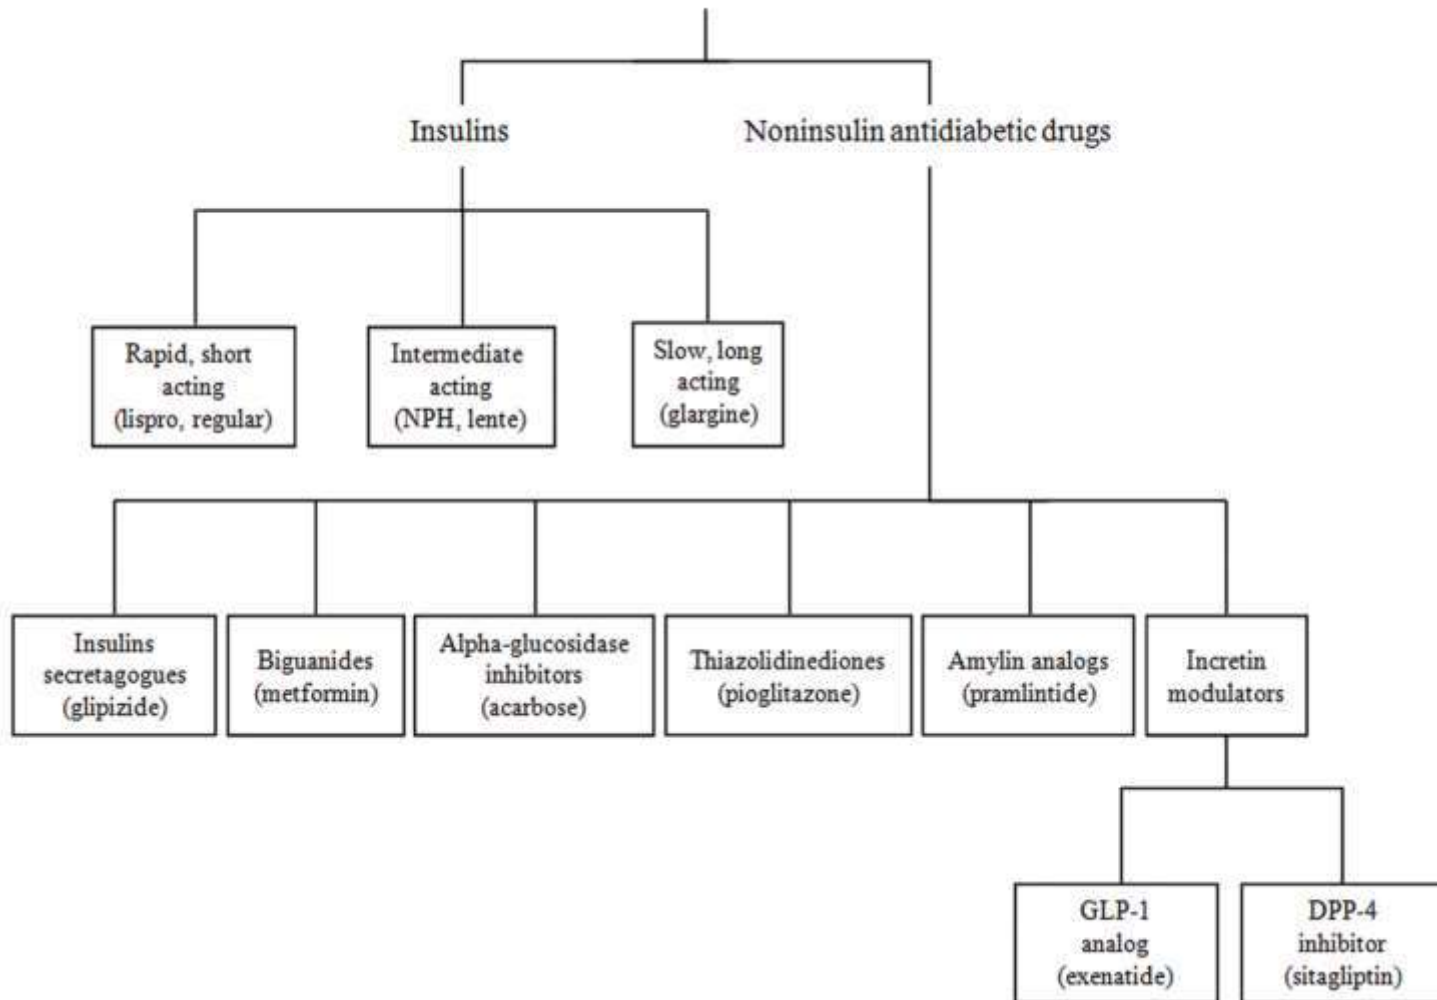 Insulins
Noninsulin antidiabetic drugs
Rapid, short
acting
(lispro, regular)
Intermediate
acting
(NPH, lente)
Slow, long
acting
(glargine)
Insulins
secretagogues
(glipizide)
Biguanides
(metformin)
Alpha-glucosidase
inhibitors
(acarbose)
Thiazolidinediones
(pioglitazone)
Amylin analogs
(pramlintide)
Incretin
modulators
GLP-1
analog
(exenatide)
DPP-4
inhibitor
(sitagliptin)